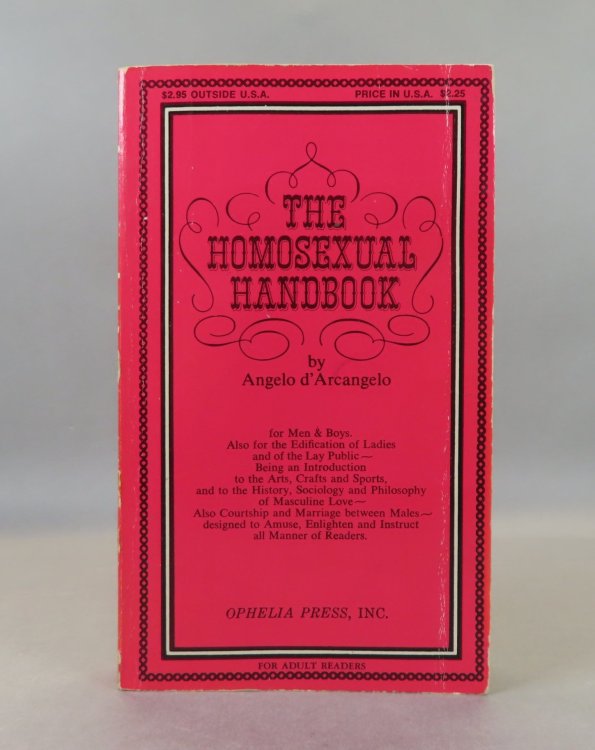 $2.95 OUTSIDE U.S.A. PRICE IN U.S.A. $2.25
THE
HOMOSEXUAL
HANDBOOK
by
Angelo d'Arcangelo
for Men & Boys.
Also for the Edification of Ladies
and of the Lay Public~
Being an Introduction
to the Arts, Crafts and Sports,
and to the History, Sociology and Philosophy
of Masculine Love~
Also Courtship and Marriage between Males~
designed to Amuse, Enlighten and Instruct
all Manner of Readers.
OPHELIA PRESS, INC.
FOR ADULT READERS